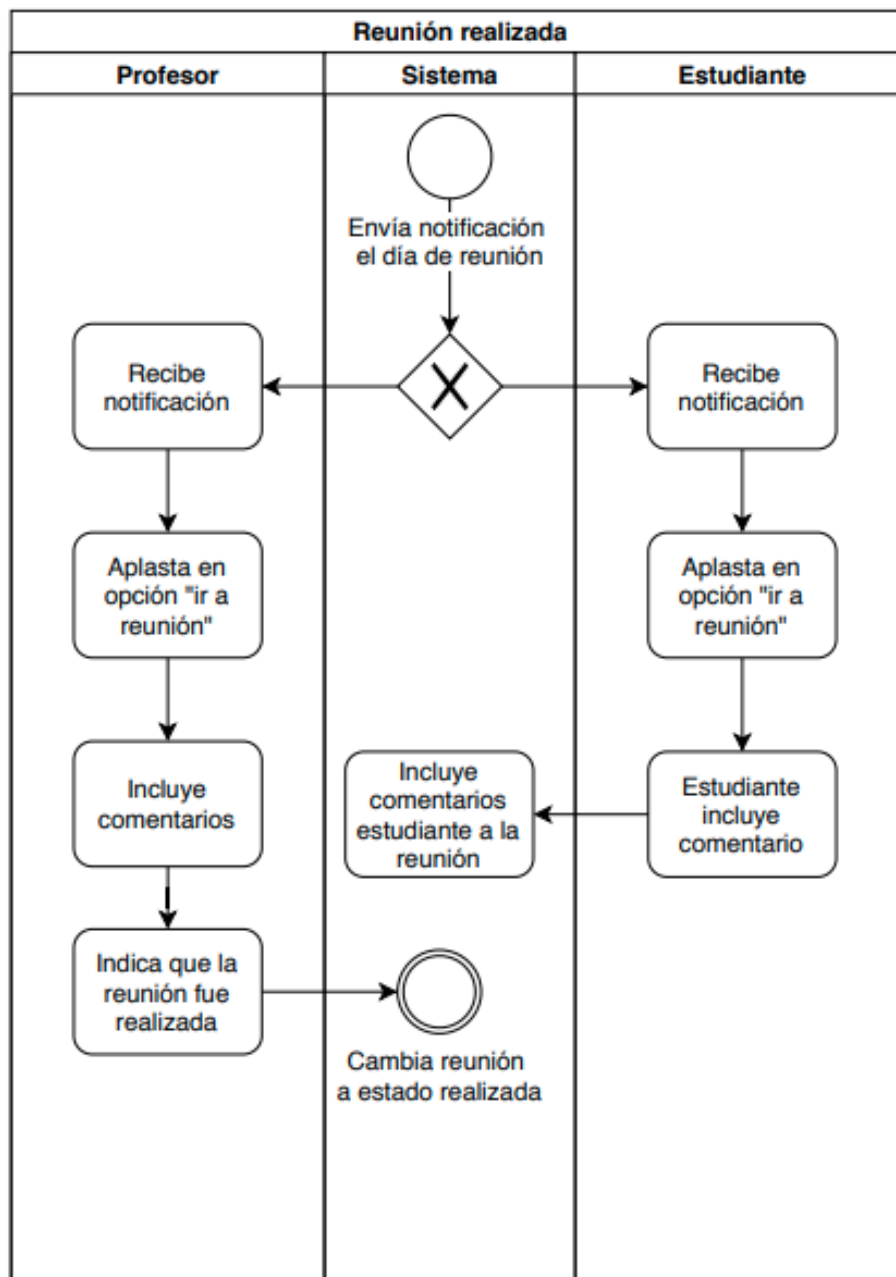 Reunión realizada
Profesor
Sistema
Estudiante
Envía notificación
el día de reunión
Recibe
notificación
Recibe
notificación
Aplasta en
opción "ir a
reunión"
Aplasta en
opción "ir a
reunión"
Incluye
comentarios
Incluye
comentarios
estudiante a la
reunión
Estudiante
incluye
comentario
Indica que la
reunión fue
realizada
Cambia reunión
a estado realizada